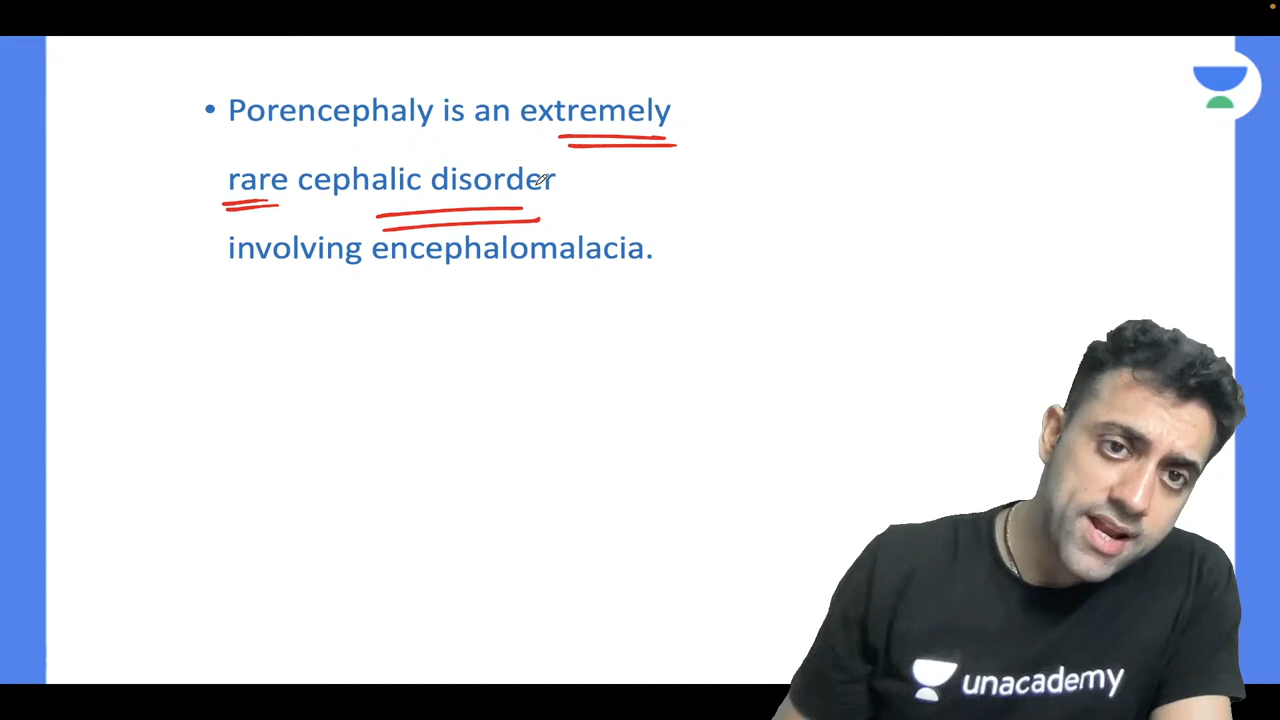 • Porencephaly is an extremely
rare cephalic disorder
involving encephalomalacia.
unacademy